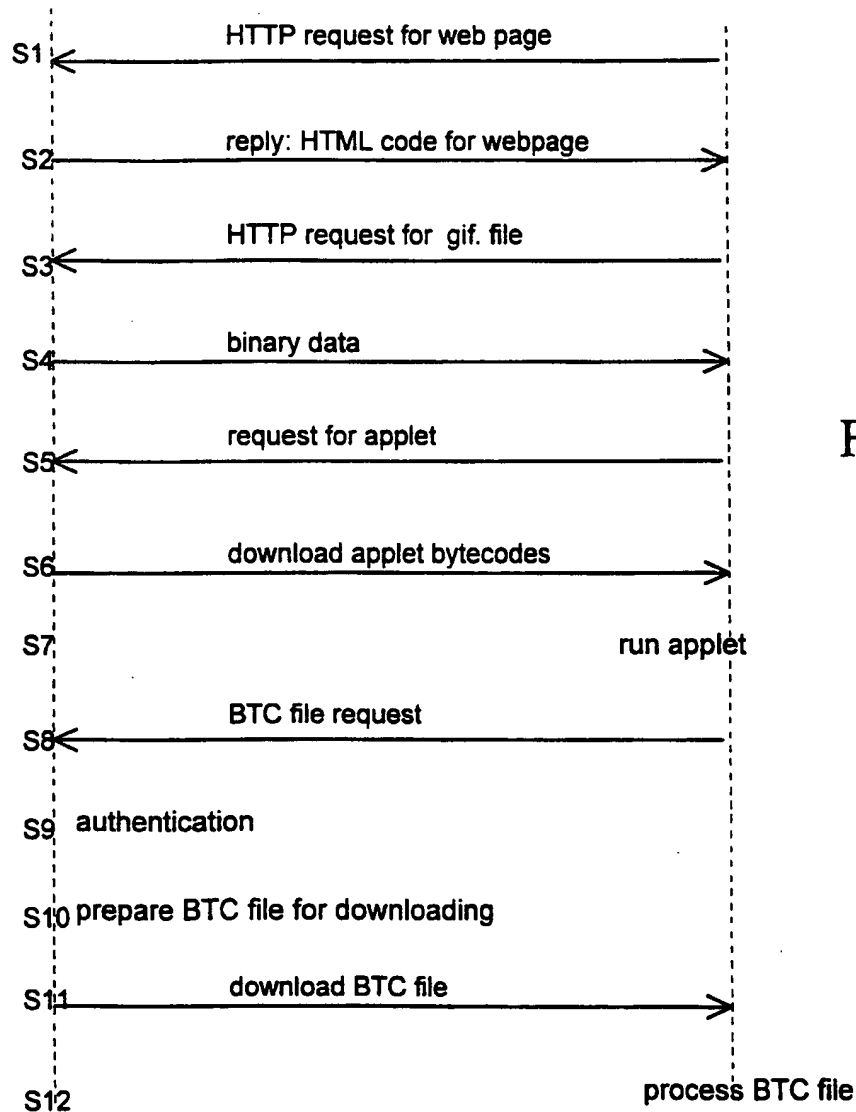 HTTP request for web page
S1
reply: HTML code for webpage
S2
HTTP request for gif. file
S3
binary data
S4
request for applet
S5
F
download applet bytecodes
S6
S7 run applet
BTC file request
S8
S9 authentication
S10 prepare BTC file for downloading
download BTC file
S11
S12 process BTC file